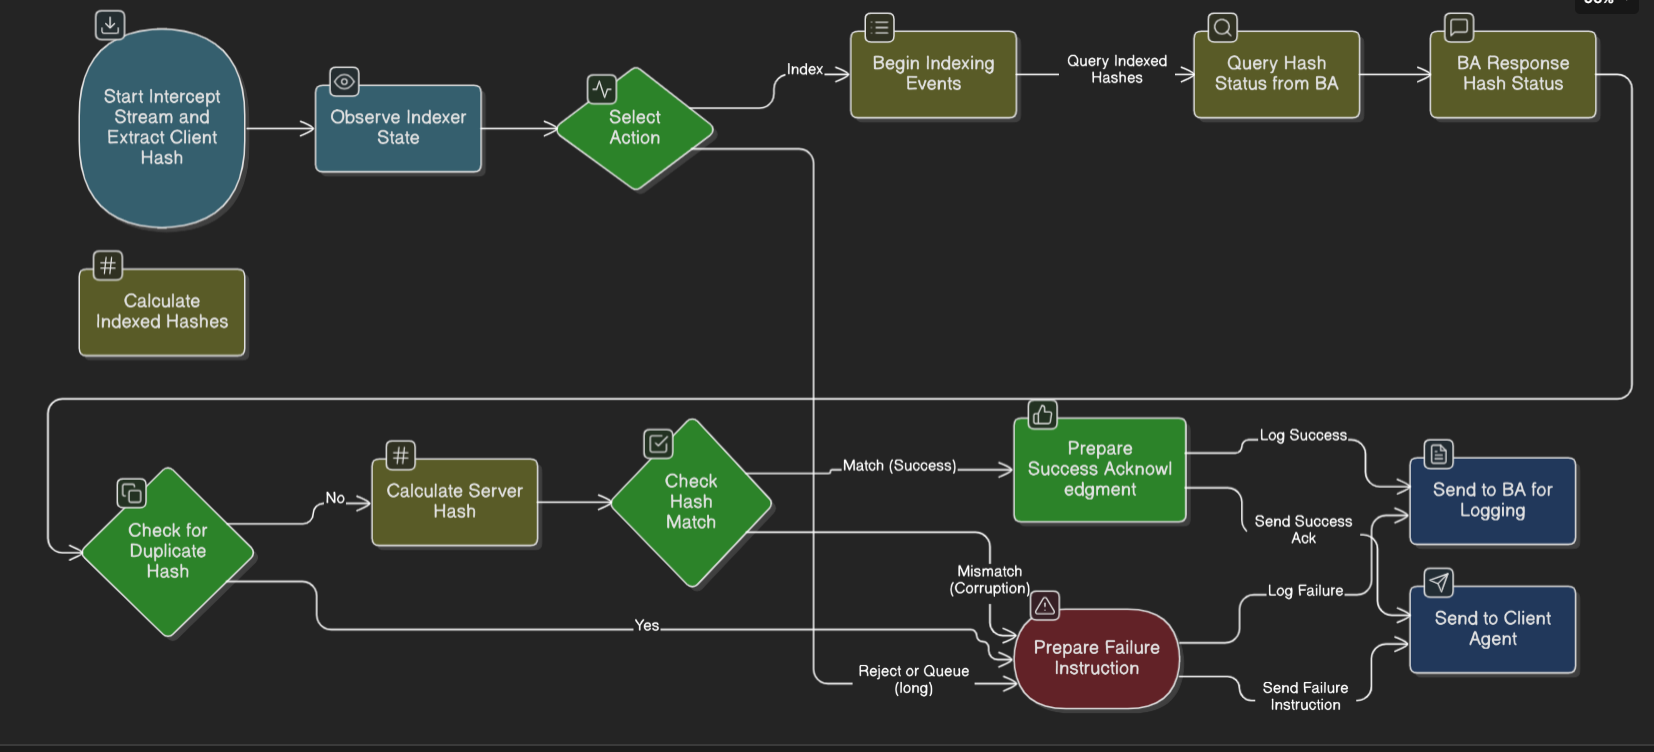 Start Intercept
Stream and
Extract Client
Hash
Observe Indexer
State
Select
Action
Index
Begin Indexing
Events
Query Indexed
Hashes
Query Hash
Status from BA
BA Response
Hash Status
#
Calculate
Indexed Hashes
Check for
Duplicate
Hash
No
#
Calculate Server
Hash
Check
Hash
Match
Match (Success)
Prepare
Success Acknowl
edgment
Log Success
Send to BA for
Logging
Send Success
Ack
Mismatch
(Corruption)
Yes
Reject or Queue
(long)
Prepare Failure
Instruction
Log Failure
Send to Client
Agent
Send Failure
Instruction